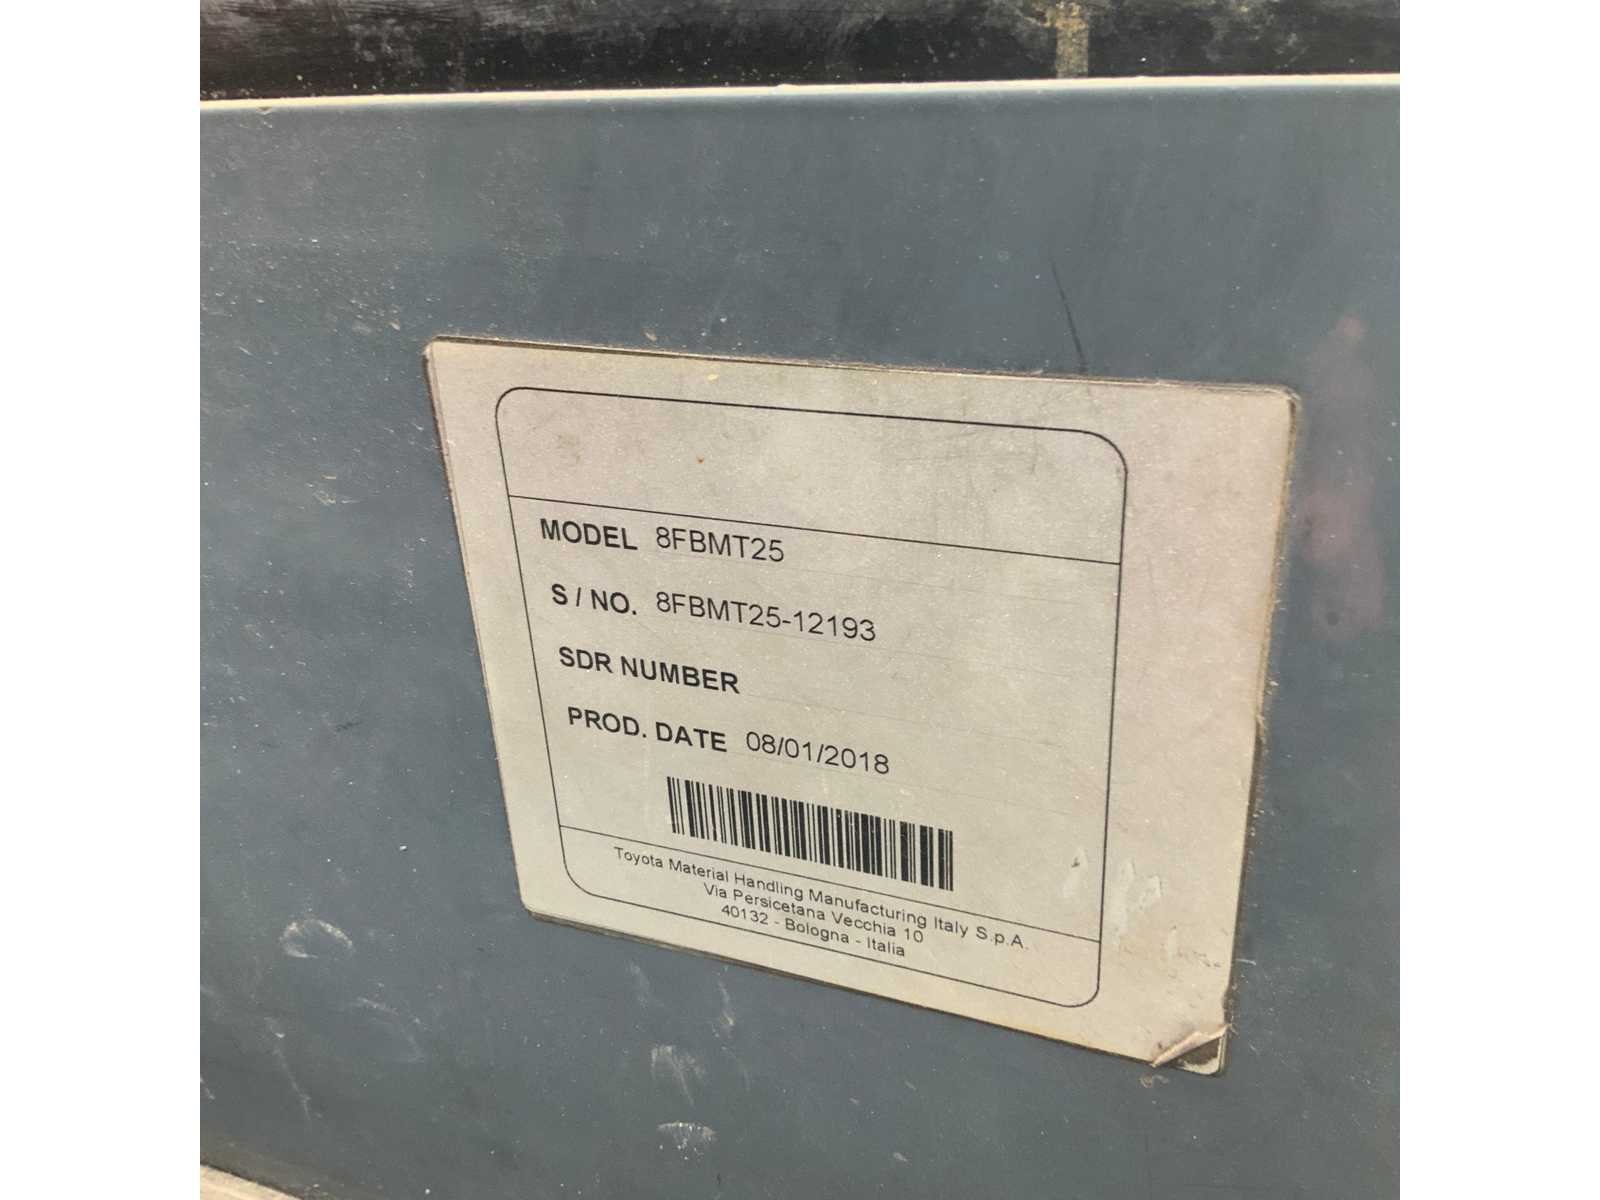 MODEL 8FBMT25
S / NO. 8FBMT25-12193
SDR NUMBER
PROD. DATE 08/01/2018
Toyota Material Handling Manufacturing Italy S.p.A.
Via Persicetana Vecchia 10
40132 - Bologna - Italia